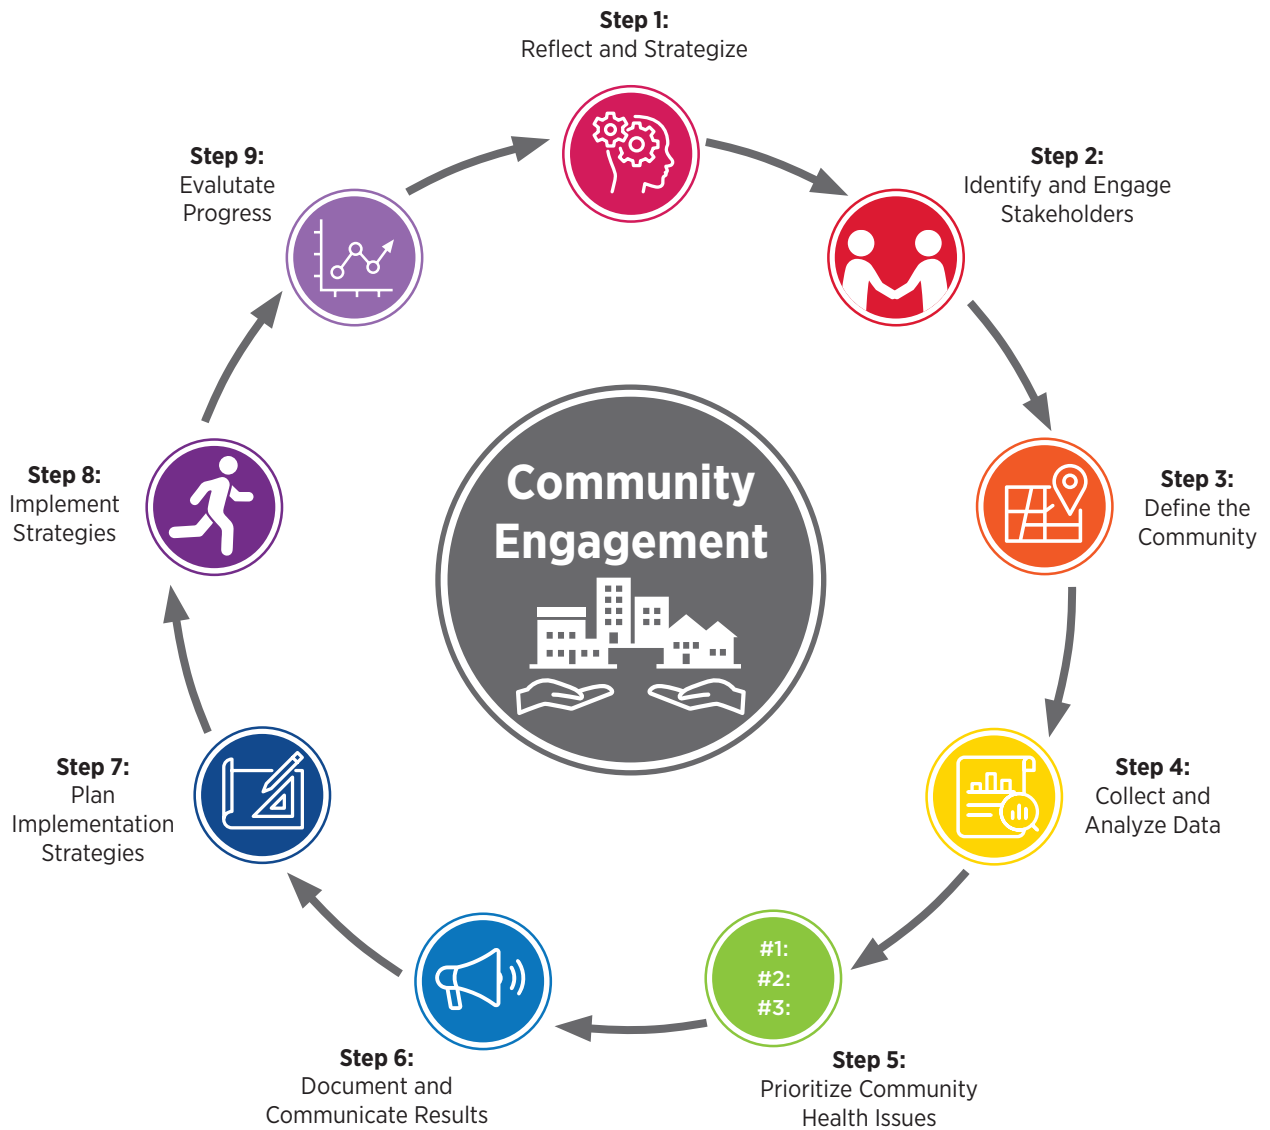 Step 1:
Reflect and Strategize
Step 2:
Identify and Engage
Stakeholders
Step 3:
Define the
Community
Step 4:
Collect and
Analyze Data
#1:
#2:
#3:
Step 5:
Prioritize Community
Health Issues
Step 6:
Document and
Communicate Results
Step 7:
Plan
Implementation
Strategies
Step 8:
Implement
Strategies
Step 9:
Evalutate
Progress
Community
Engagement